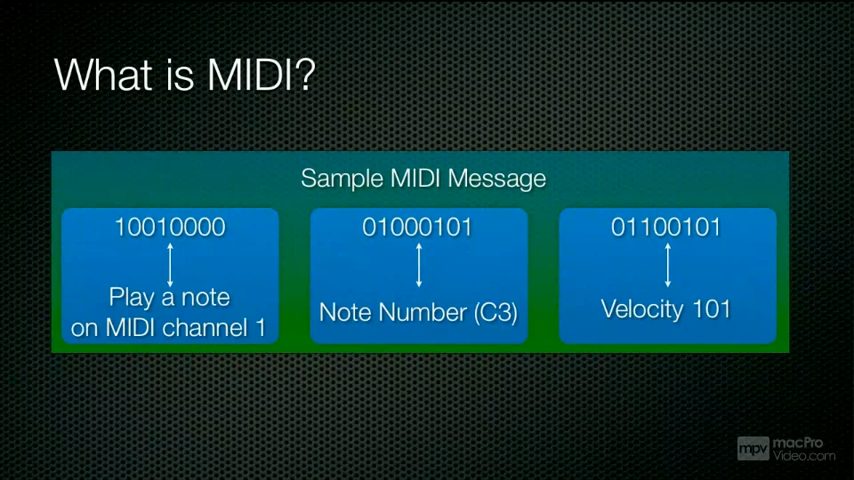 What is MIDI?
Sample MIDI Message
10010000
Play a note
on MIDI channel 1
01000101
Note Number (C3)
01100101
Velocity 101
mpv macPro
Video.com